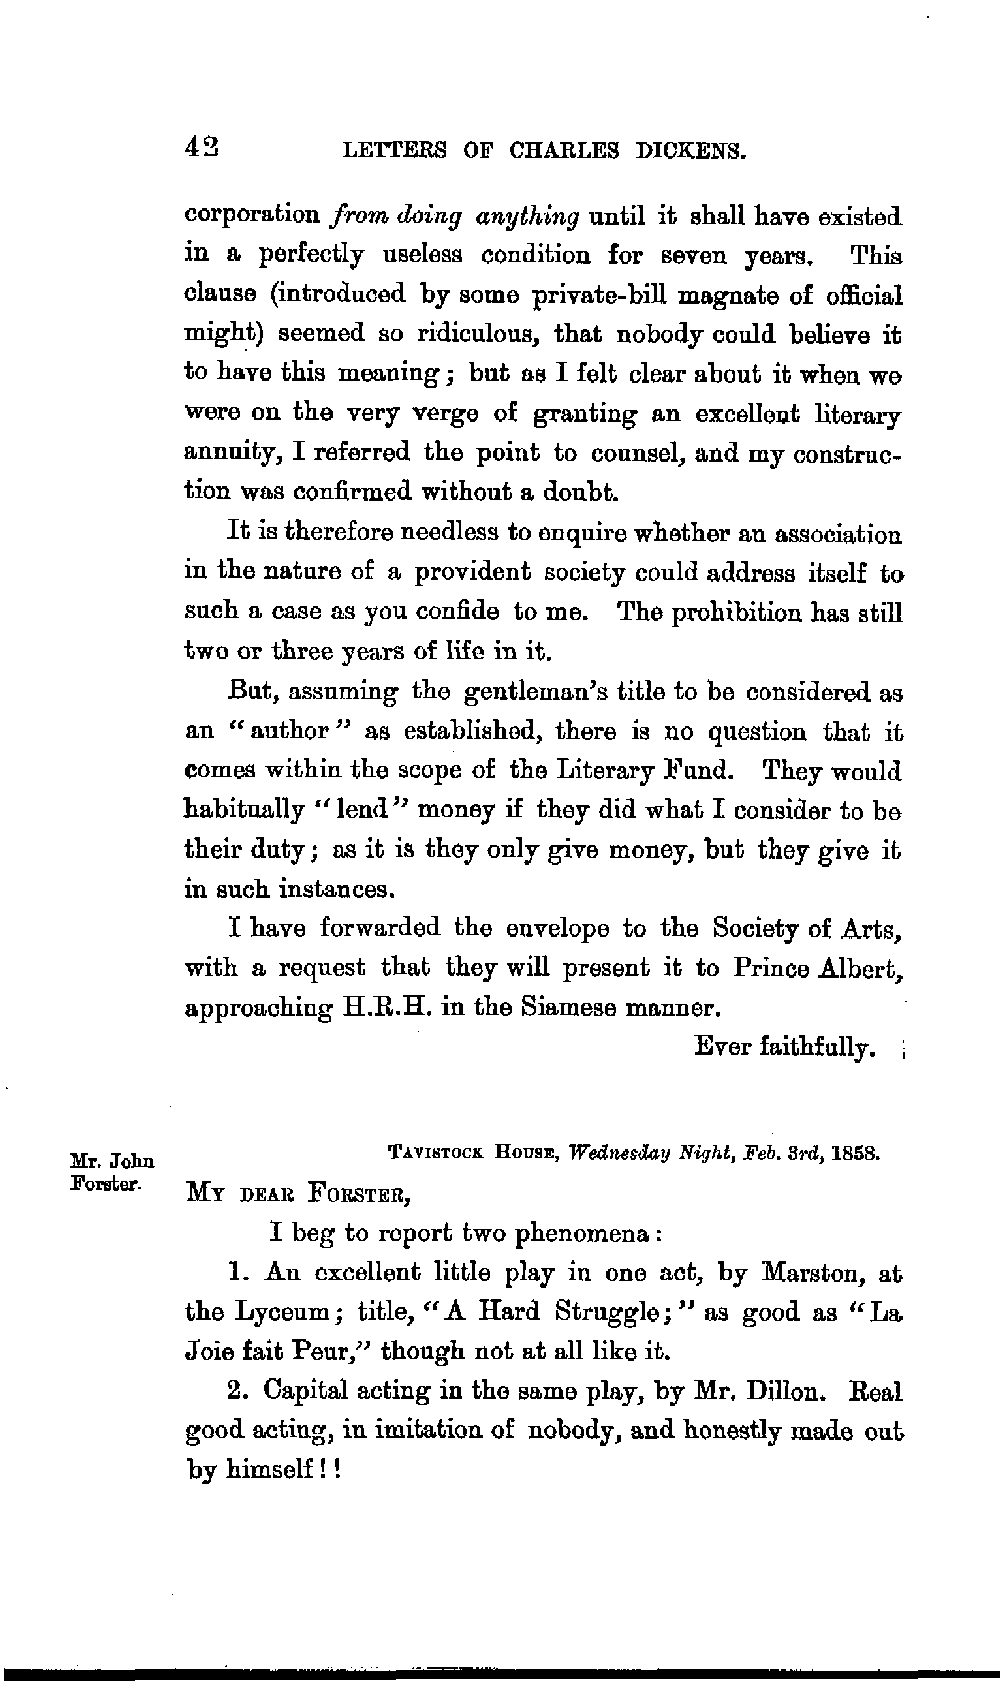 42 LETTERS OF CHARLES DICKENS.
corporation from doing anything until it shall have existed
in a perfectly useless condition for seven years. This
clause (introduced by some private-bill magnate of official
might) seemed so ridiculous, that nobody could believe it
to have this meaning; but as I felt clear about it when we
were on the very verge of granting an excellent literary
annuity, I referred the point to counsel, and my construc-
tion was confirmed without a doubt.
It is therefore needless to enquire whether an association
in the nature of a provident society could address itself to
such a case as you confide to me. The prohibition has still
two or three years of life in it.
But, assuming the gentleman's title to be considered as
an "author" as established, there is no question that it
comes within the scope of the Literary Fund. They would
habitually "lend" money if they did what I consider to be
their duty; as it is they only give money, but they give it
in such instances.
I have forwarded the envelope to the Society of Arts,
with a request that they will present it to Prince Albert,
approaching H.R.H. in the Siamese manner.
Ever faithfully.
Mr. John
Forster.
TAVISTOCK HOUSE, Wednesday Night, Feb. 3rd, 1858.
MY DEAR FORSTER,
I beg to report two phenomena:
1. An excellent little play in one act, by Marston, at
the Lyceum; title, "A Hard Struggle;" as good as "La
Joie fait Peur," though not at all like it.
2. Capital acting in the same play, by Mr. Dillon. Real
good acting, in imitation of nobody, and honestly made out
by himself!!